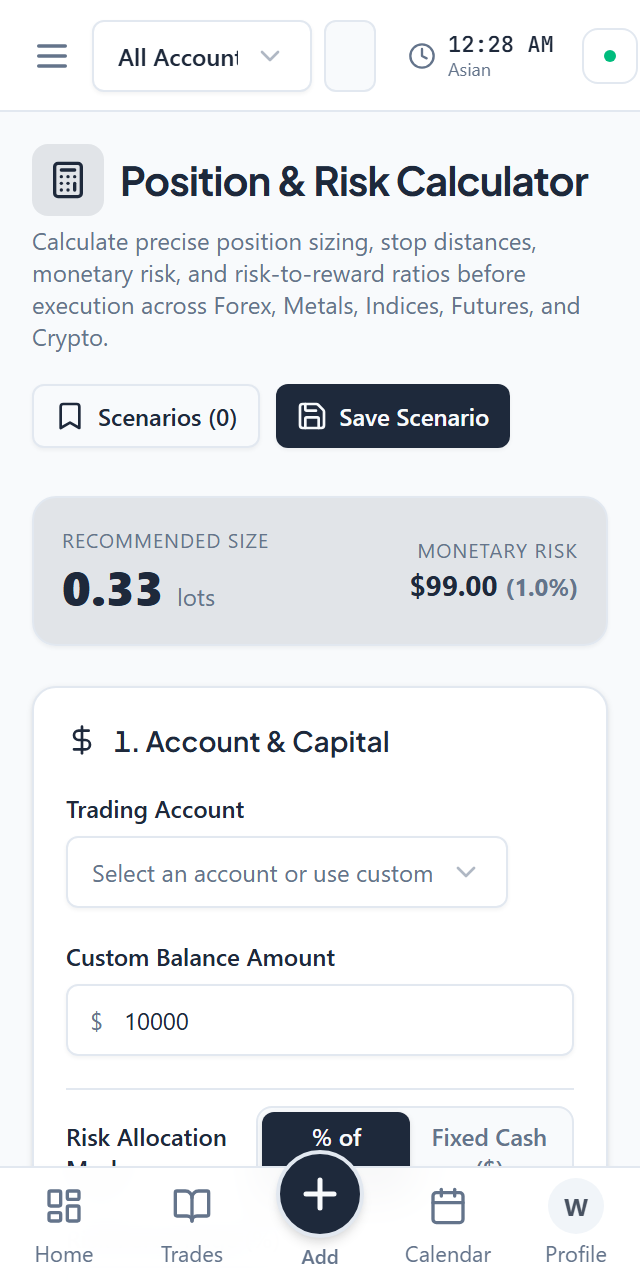 All Account
12:28 AM
Asian
Position & Risk Calculator
Calculate precise position sizing, stop distances,
monetary risk, and risk-to-reward ratios before
execution across Forex, Metals, Indices, Futures, and
Crypto.
Scenarios (0)
Save Scenario
RECOMMENDED SIZE
0.33 lots
MONETARY RISK
$99.00 (1.0%)
1. Account & Capital
Trading Account
Select an account or use custom
Custom Balance Amount
$ 10000
Risk Allocation
% of
Fixed Cash
($)
Home
Trades
Add
Calendar
W
Profile